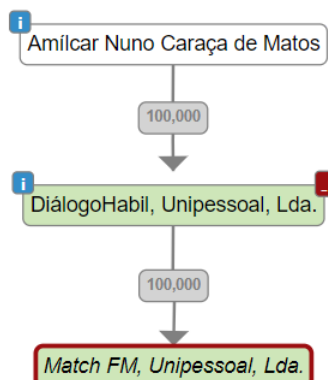 i
Amílcar Nuno Caraça de Matos
100,000
i
DiálogoHabil, Unipessoal, Lda.
100,000
Match FM, Unipessoal, Lda.